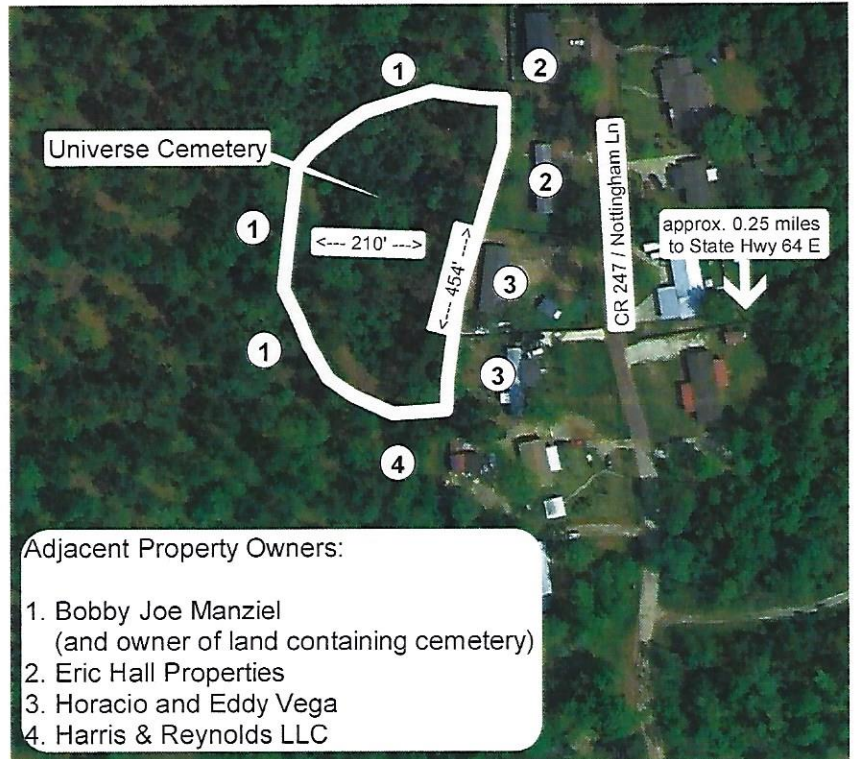 1
2
Universe Cemetery
2
CR 247 / Nottingham Ln
approx. 0.25 miles
to State Hwy 64 E
1
<--- 210' --->
<--- 454' --->
3
1
3
4
Adjacent Property Owners:
1. Bobby Joe Manziel
(and owner of land containing cemetery)
2. Eric Hall Properties
3. Horacio and Eddy Vega
4. Harris & Reynolds LLC